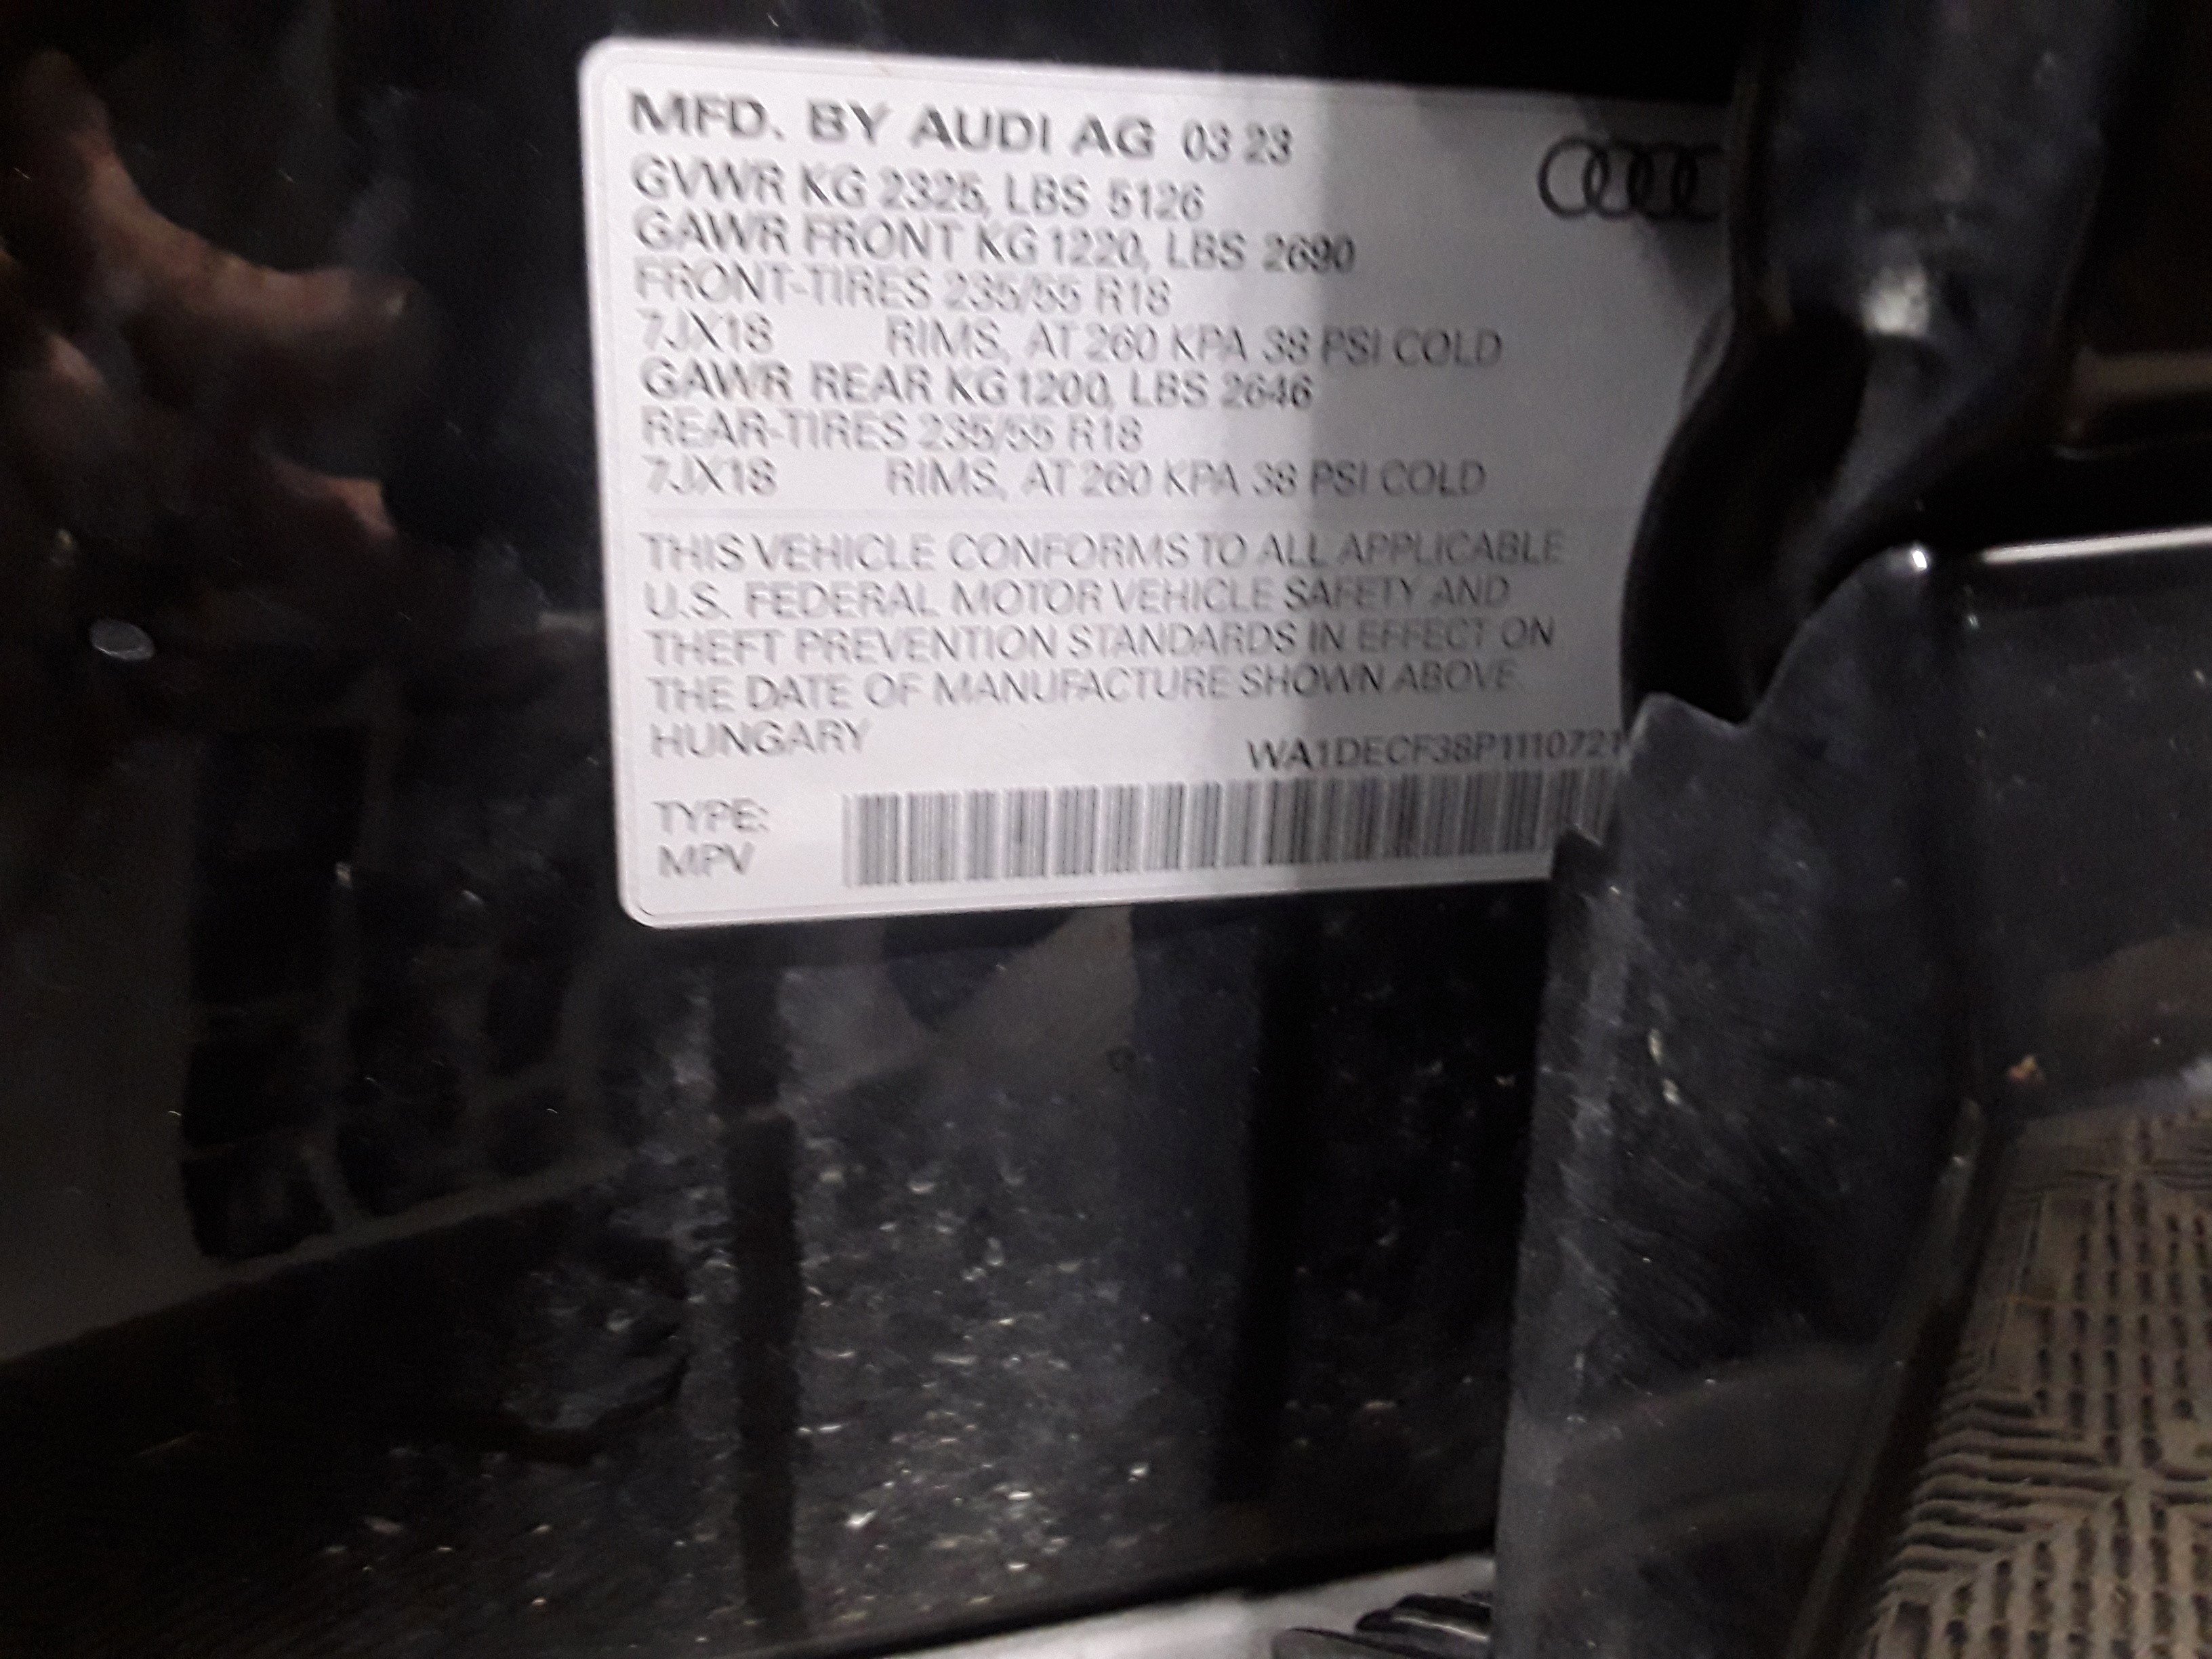 MFD. BY AUDI AG 03 23
GVWR KG 2325, LBS 5126
GAWR FRONT KG 1220, LBS 2690
FRONT-TIRES 235/55 R18
7JX18 RIMS, AT 260 KPA 38 PSI COLD
GAWR REAR KG 1200, LBS 2646
REAR-TIRES 235/55 R18
7JX18 RIMS, AT 260 KPA 38 PSI COLD
THIS VEHICLE CONFORMS TO ALL APPLICABLE
U.S. FEDERAL MOTOR VEHICLE SAFETY AND
THEFT PREVENTION STANDARDS IN EFFECT ON
THE DATE OF MANUFACTURE SHOWN ABOVE.
HUNGARY
WA1DECF38P1110721
TYPE:
MPV